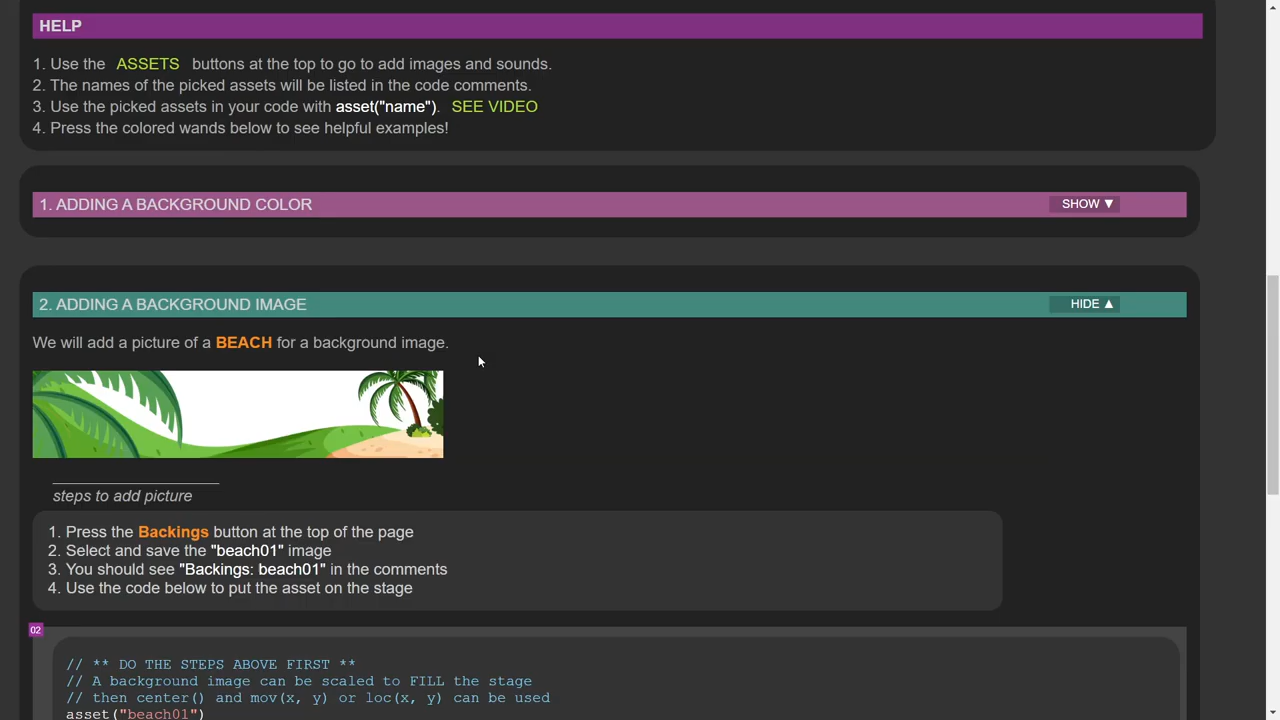 HELP
1. Use the ASSETS buttons at the top to go to add images and sounds.
2. The names of the picked assets will be listed in the code comments.
3. Use the picked assets in your code with asset("name"). SEE VIDEO
4. Press the colored wands below to see helpful examples!
1. ADDING A BACKGROUND COLOR SHOW ▼
2. ADDING A BACKGROUND IMAGE HIDE ▲
We will add a picture of a BEACH for a background image.
steps to add picture
1. Press the Backings button at the top of the page
2. Select and save the "beach01" image
3. You should see "Backings: beach01" in the comments
4. Use the code below to put the asset on the stage
02
// ** DO THE STEPS ABOVE FIRST **
// A background image can be scaled to FILL the stage
// then center() and mov(x, y) or loc(x, y) can be used
asset("beach01")